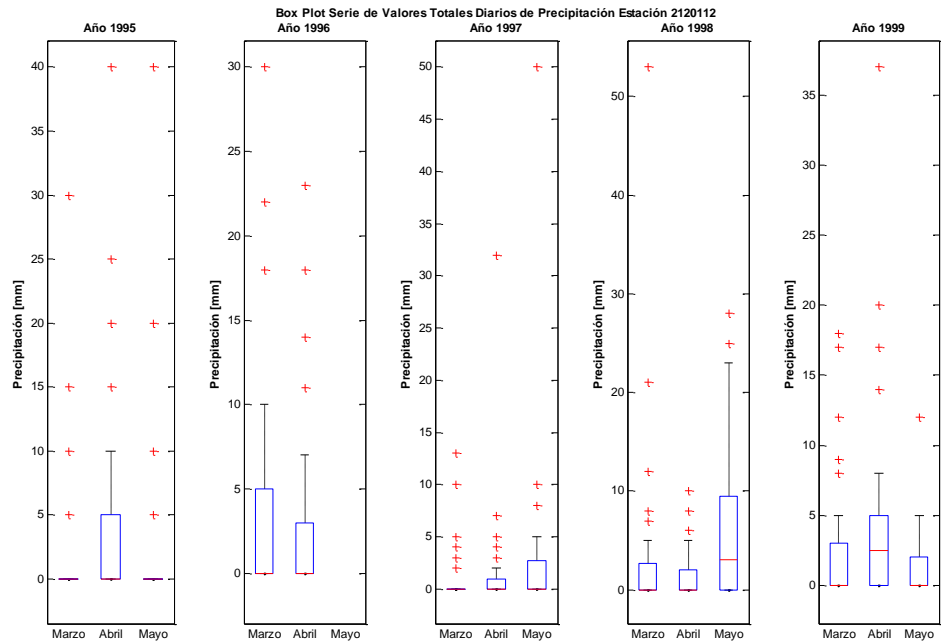 Box Plot Serie de Valores Totales Diarios de Precipitación Estación 2120112
Año 1995
Año 1996
Año 1997
Año 1998
Año 1999
Precipitación [mm]
40
35
30
25
20
15
10
5
0
Marzo Abril Mayo
Precipitación [mm]
30
25
20
15
10
5
0
Marzo Abril Mayo
Precipitación [mm]
50
45
40
35
30
25
20
15
10
5
0
Marzo Abril Mayo
Precipitación [mm]
50
40
30
20
10
0
Marzo Abril Mayo
Precipitación [mm]
35
30
25
20
15
10
5
0
Marzo Abril Mayo